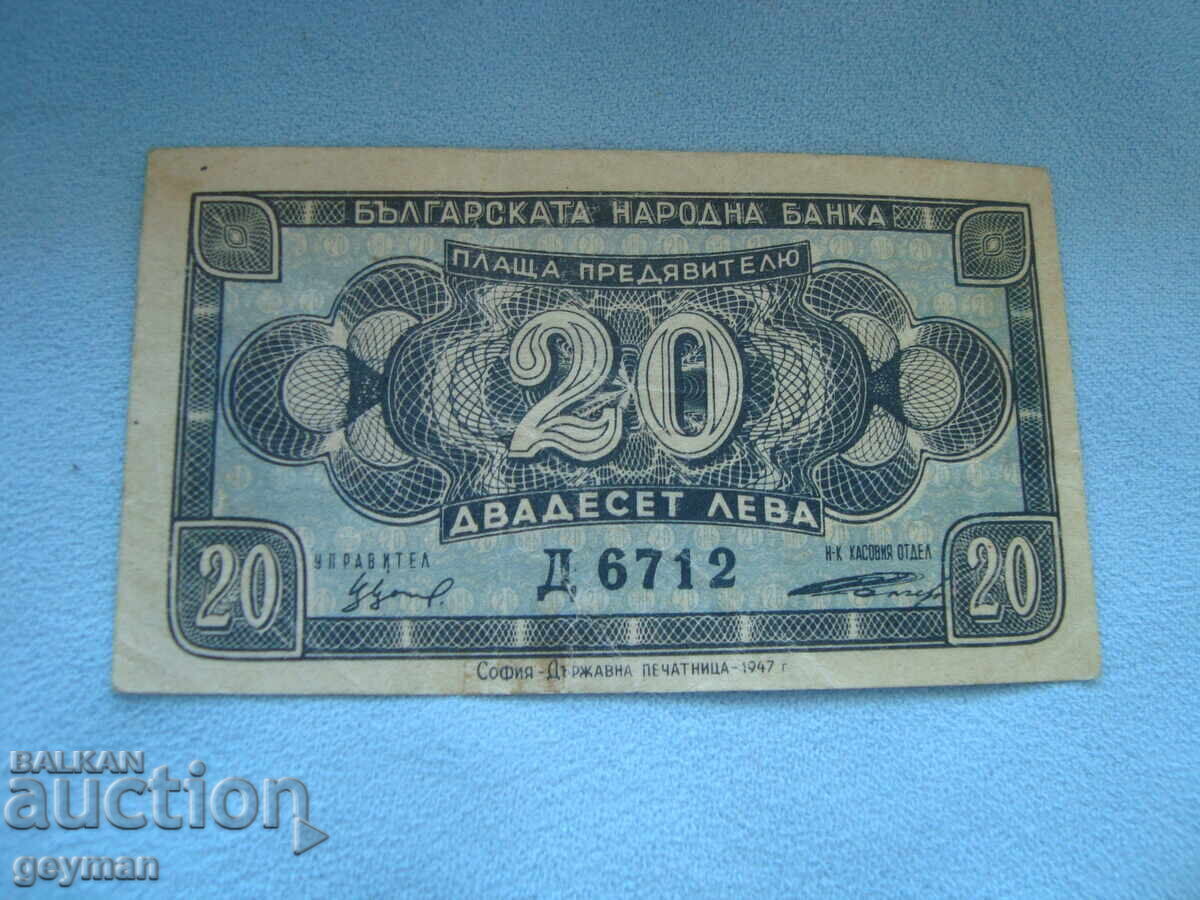 БЪЛГАРСКАТА НАРОДНА БАНКА
ПЛАЩА ПРЕДЯВИТЕЛЮ
20
ДВАДЕСЕТ ЛЕВА
20
УПРАВИТЕЛ
Д 6712
Н-К КАСОВИЯ ОТДЕЛ
20
СОФИЯ - ДЪРЖАВНА ПЕЧАТНИЦА - 1947 г
BALKAN
auction
geyman